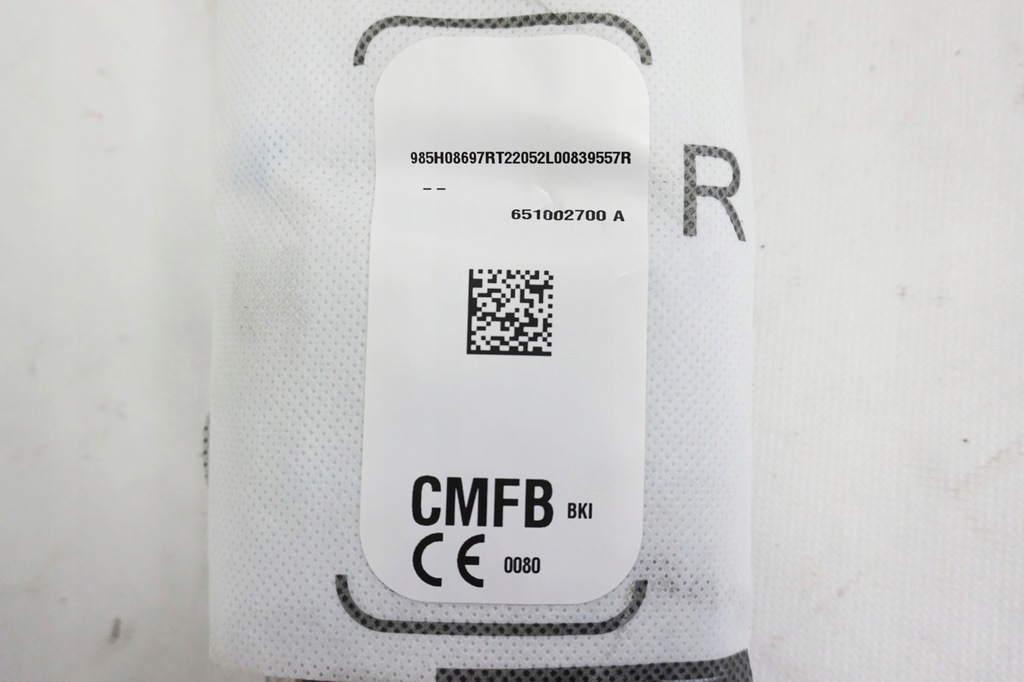 985H08697RT22052L00839557R
--
651002700 A
R
CMFB BKI
CE 0080